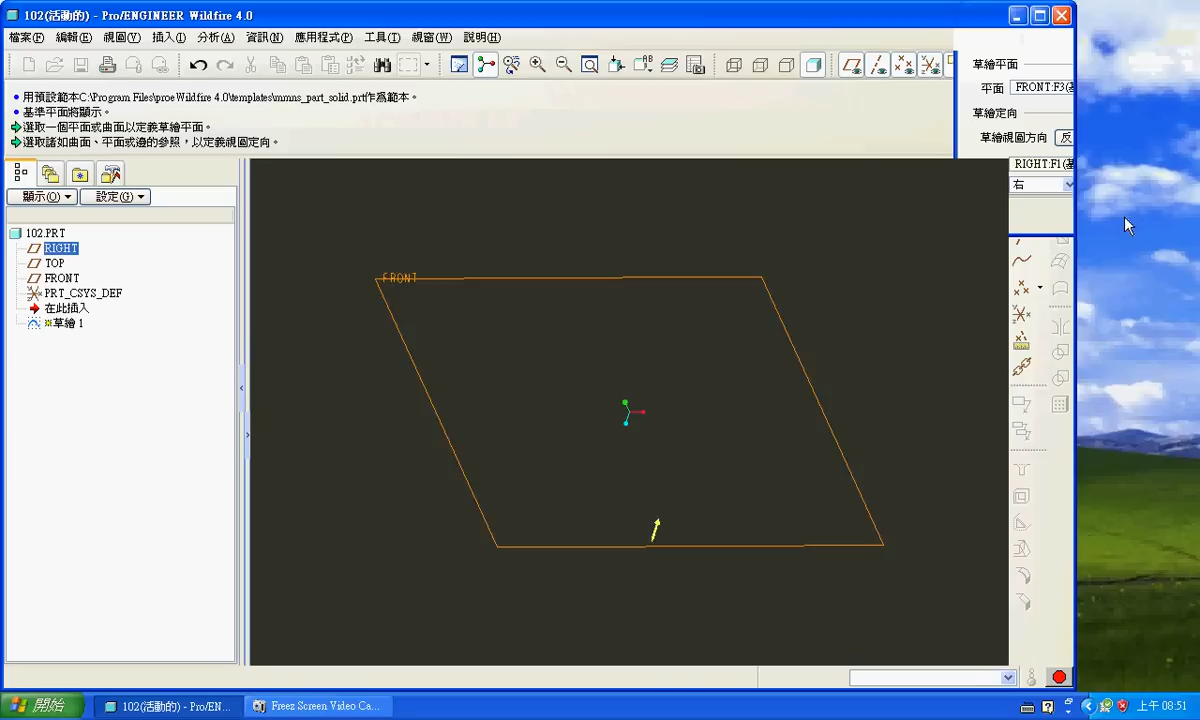 102(活動的) - Pro/ENGINEER Wildfire 4.0
檔案(F) 編輯(E) 視圖(V) 插入(I) 分析(A) 資訊(N) 應用程式(P) 工具(T) 視窗(W) 說明(H)
用預設範本C:\Program Files\proeWildfire 4.0\templates\mmns_part_solid.prt作爲範本。
基準平面將顯示。
選取一個平面或曲面以定義草繪平面。
選取諸如曲面、平面或邊的參照，以定義視圖定向。
草繪平面
平面 FRONT:F3(基
草繪定向
草繪視圖方向 反
RIGHT:F1(基
右
顯示(O) 設定(G)
102.PRT
RIGHT
TOP
FRONT
PRT_CSYS_DEF
在此插入
草繪 1
FRONT
開始 102(活動的) - Pro/EN... Freez Screen Video Ca... 上午 08:51